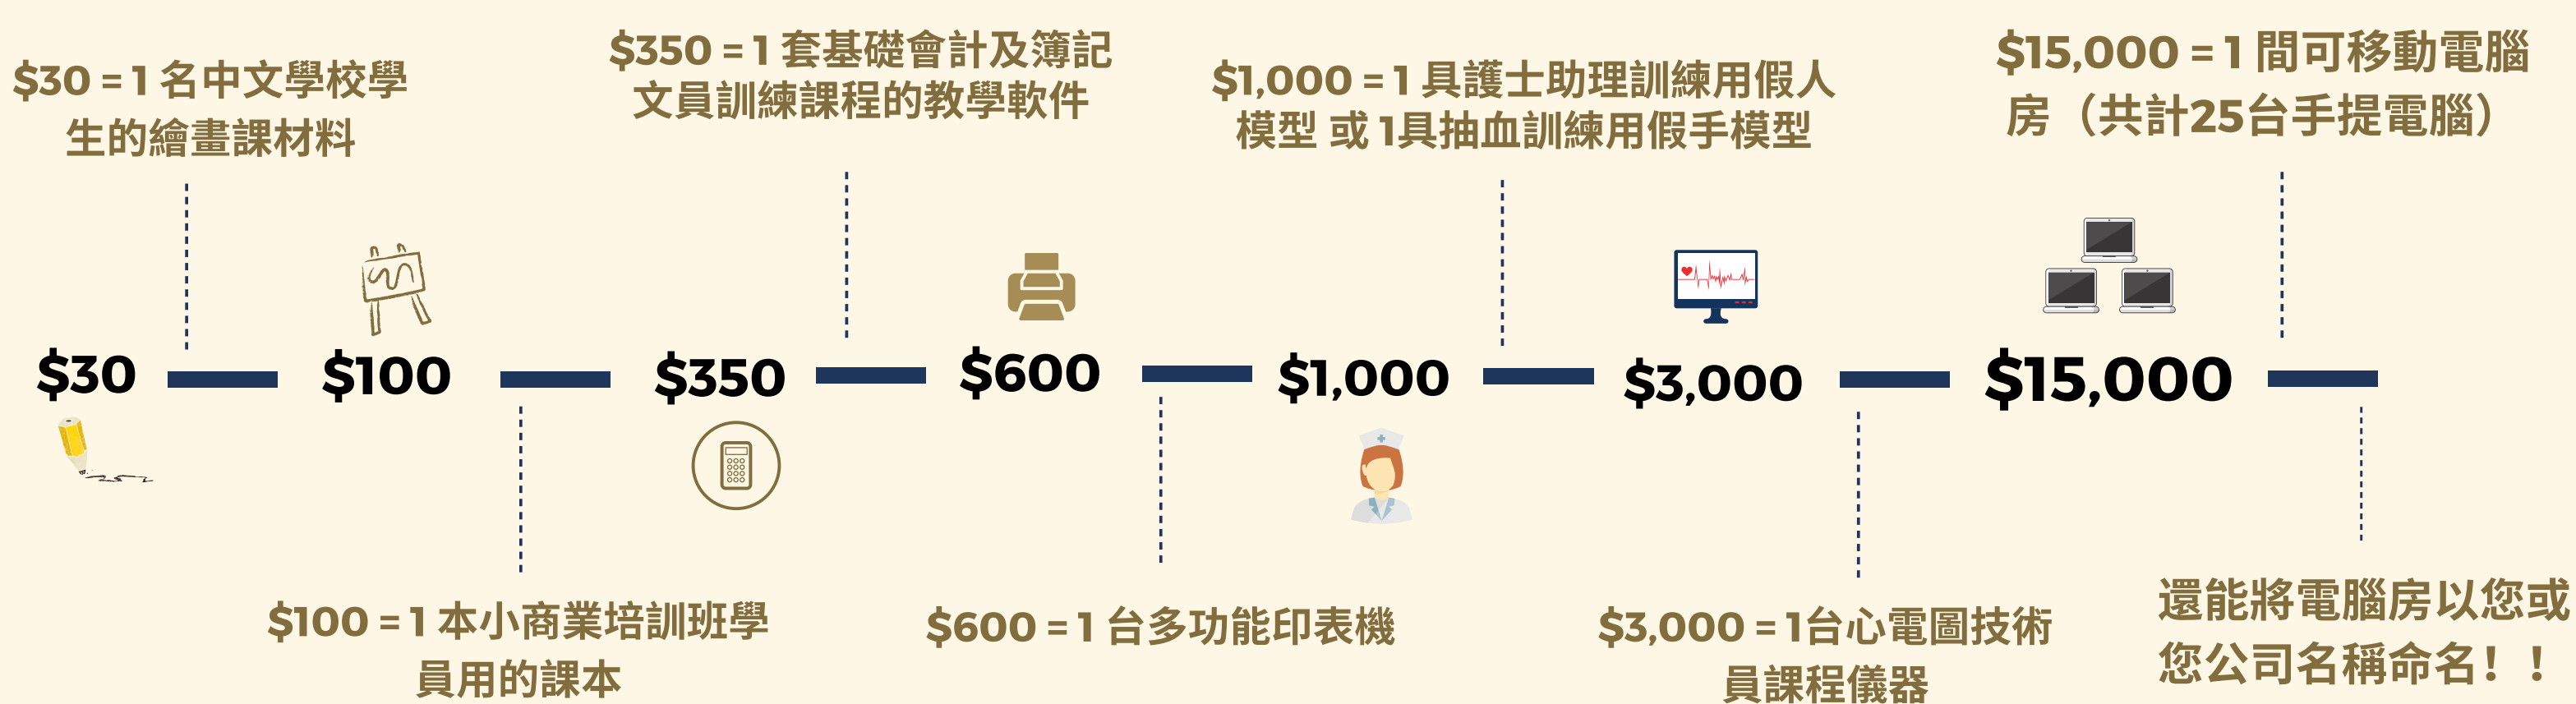 $30 = 1 名中文學校學
生的繪畫課材料
$350 = 1 套基礎會計及簿記
文員訓練課程的教學軟件
$1,000 = 1 具護士助理訓練用假人
模型 或 1具抽血訓練用假手模型
$15,000 = 1 間可移動電腦
房（共計25台手提電腦）
$30
$100
$350
$600
$1,000
$3,000
$15,000
$100 = 1 本小商業培訓班學
員用的課本
$600 = 1 台多功能印表機
$3,000 = 1台心電圖技術
員課程儀器
還能將電腦房以您或
您公司名稱命名！！